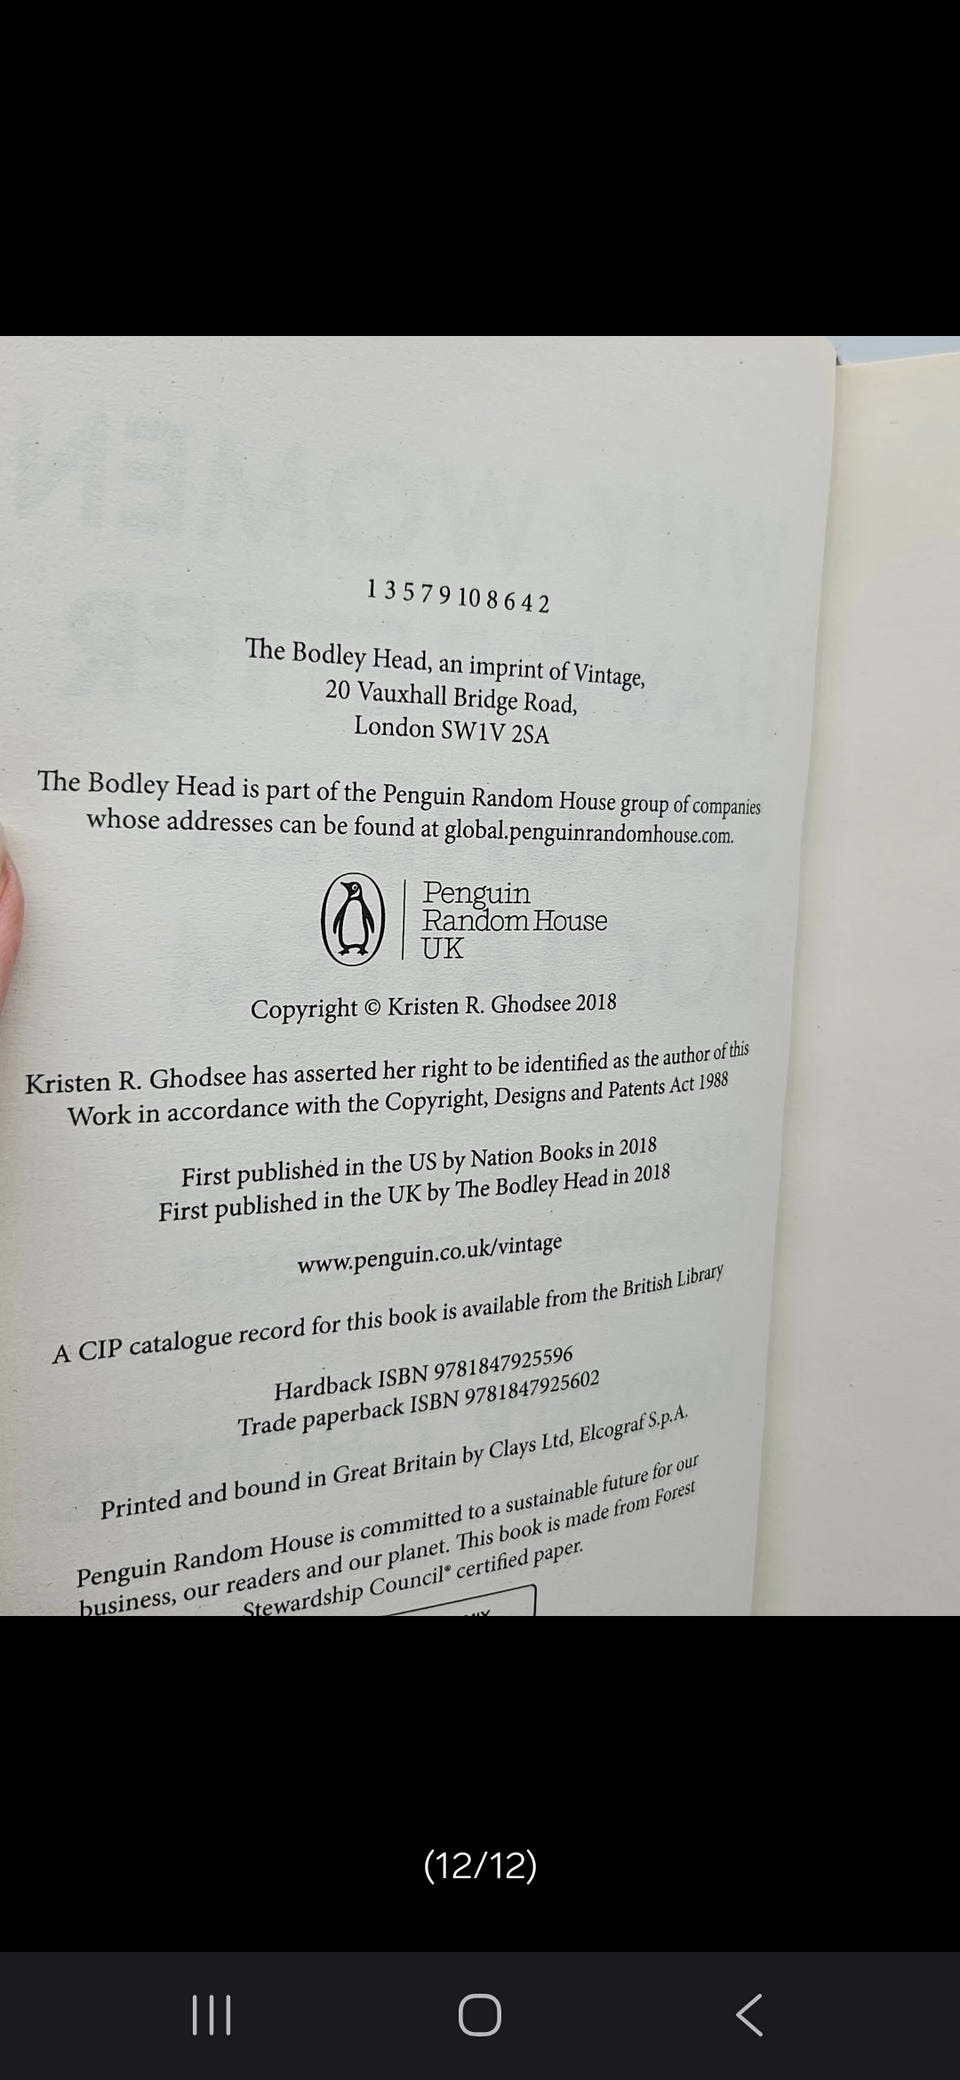 1 3 5 7 9 10 8 6 4 2
The Bodley Head, an imprint of Vintage,
20 Vauxhall Bridge Road,
London SW1V 2SA
The Bodley Head is part of the Penguin Random House group of companies
whose addresses can be found at global.penguinrandomhouse.com.
Penguin
Random House
UK
Copyright © Kristen R. Ghodsee 2018
Kristen R. Ghodsee has asserted her right to be identified as the author of this
Work in accordance with the Copyright, Designs and Patents Act 1988
First published in the US by Nation Books in 2018
First published in the UK by The Bodley Head in 2018
www.penguin.co.uk/vintage
A CIP catalogue record for this book is available from the British Library
Hardback ISBN 9781847925596
Trade paperback ISBN 9781847925602
Printed and bound in Great Britain by Clays Ltd, Elcograf S.p.A.
Penguin Random House is committed to a sustainable future for our
business, our readers and our planet. This book is made from Forest
Stewardship Council® certified paper.
(12/12)